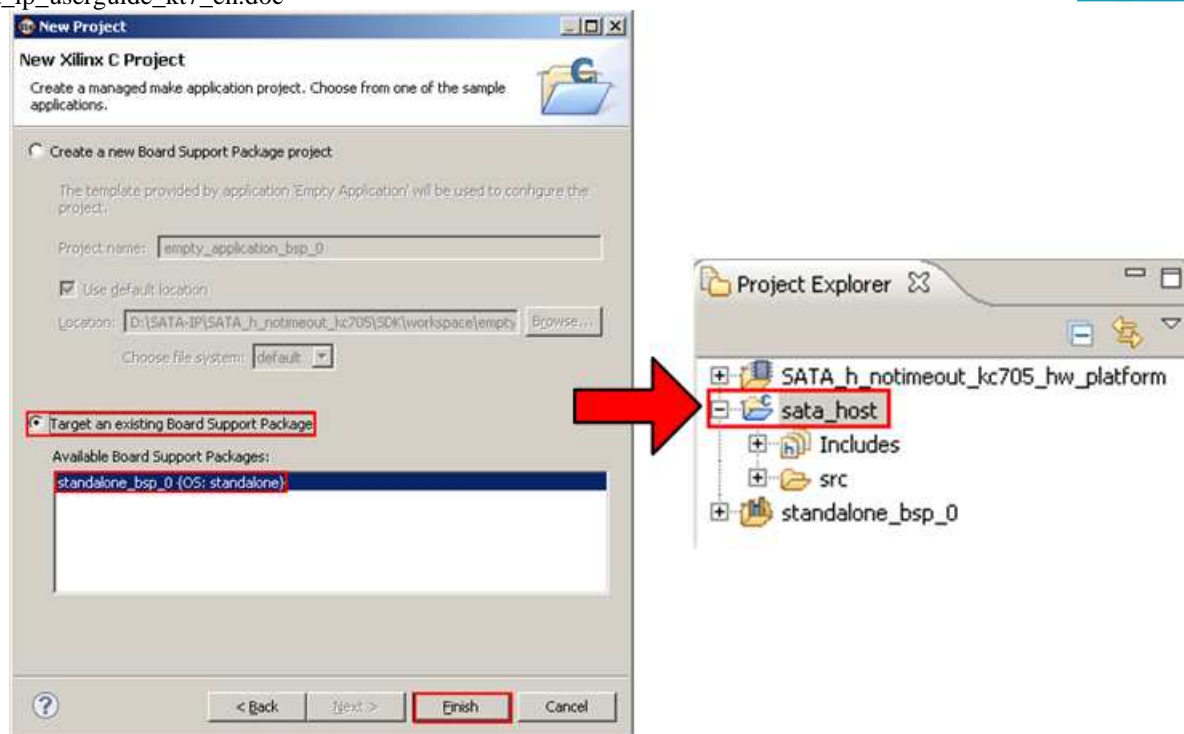 _ip_userguide_kt7_en.doc
New Project
New Xilinx C Project
Create a managed make application project. Choose from one of the sample
applications.
Create a new Board Support Package project
The template provided by application 'Empty Application' will be used to configure the
project.
Project name: empty_application_bsp_0
Use default location
Location: D:\SATA-IP\SATA_h_notimeout_kc705\SDK\workspace\empty Browse...
Choose file system: default
Target an existing Board Support Package
Available Board Support Packages:
standalone_bsp_0 {OS: standalone}
< Back Next > Finish Cancel
Project Explorer
SATA_h_notimeout_kc705_hw_platform
sata_host
Includes
src
standalone_bsp_0